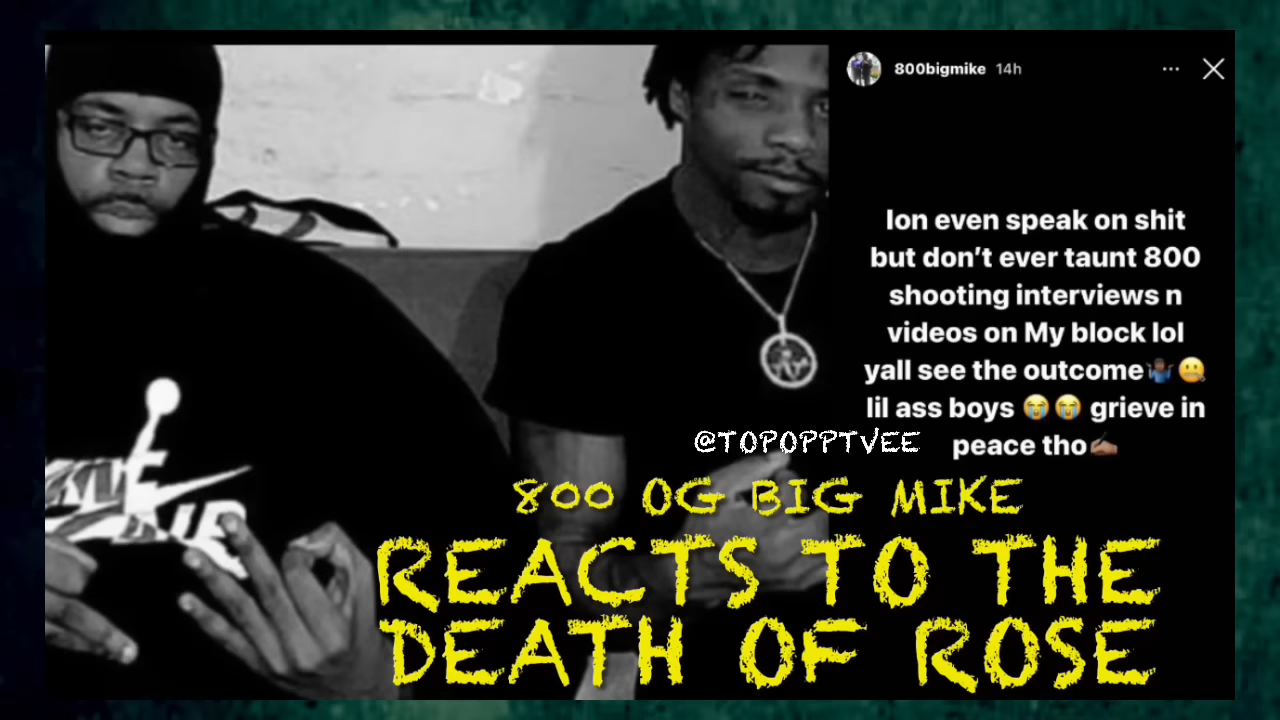 800bigmike 14h
Ion even speak on shit
but don't ever taunt 800
shooting interviews n
videos on My block lol
yall see the outcome🤷🏾‍♂️🤐
lil ass boys 😭😭 grieve in
peace tho✍🏾
@TOPOPPTVEE
800 OG BIG MIKE
REACTS TO THE
DEATH OF ROSE